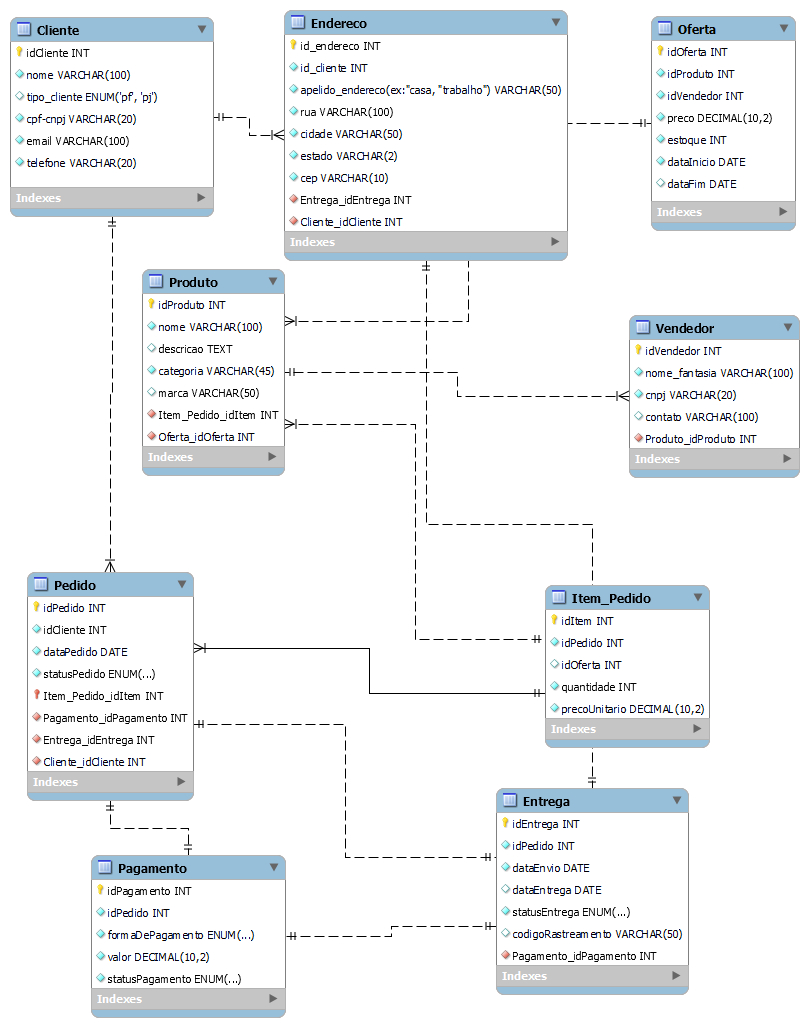 Cliente
idCliente INT
nome VARCHAR(100)
tipo_cliente ENUM('pf', 'pj')
cpf-cnpj VARCHAR(20)
email VARCHAR(100)
telefone VARCHAR(20)
Indexes
Endereco
id_endereco INT
id_cliente INT
apelido_endereco(ex:"casa, "trabalho") VARCHAR(50)
rua VARCHAR(100)
cidade VARCHAR(50)
estado VARCHAR(2)
cep VARCHAR(10)
Entrega_idEntrega INT
Cliente_idCliente INT
Indexes
Oferta
idOferta INT
idProduto INT
idVendedor INT
preco DECIMAL(10,2)
estoque INT
dataInicio DATE
dataFim DATE
Indexes
Produto
idProduto INT
nome VARCHAR(100)
descricao TEXT
categoria VARCHAR(45)
marca VARCHAR(50)
Item_Pedido_idItem INT
Oferta_idOferta INT
Indexes
Vendedor
idVendedor INT
nome_fantasia VARCHAR(100)
cnpj VARCHAR(20)
contato VARCHAR(100)
Produto_idProduto INT
Indexes
Pedido
idPedido INT
idCliente INT
dataPedido DATE
statusPedido ENUM(...)
Item_Pedido_idItem INT
Pagamento_idPagamento INT
Entrega_idEntrega INT
Cliente_idCliente INT
Indexes
Item_Pedido
idItem INT
idPedido INT
idOferta INT
quantidade INT
precoUnitario DECIMAL(10,2)
Indexes
Pagamento
idPagamento INT
idPedido INT
formaDePagamento ENUM(...)
valor DECIMAL(10,2)
statusPagamento ENUM(...)
Indexes
Entrega
idEntrega INT
idPedido INT
dataEnvio DATE
dataEntrega DATE
statusEntrega ENUM(...)
codigoRastreamento VARCHAR(50)
Pagamento_idPagamento INT
Indexes